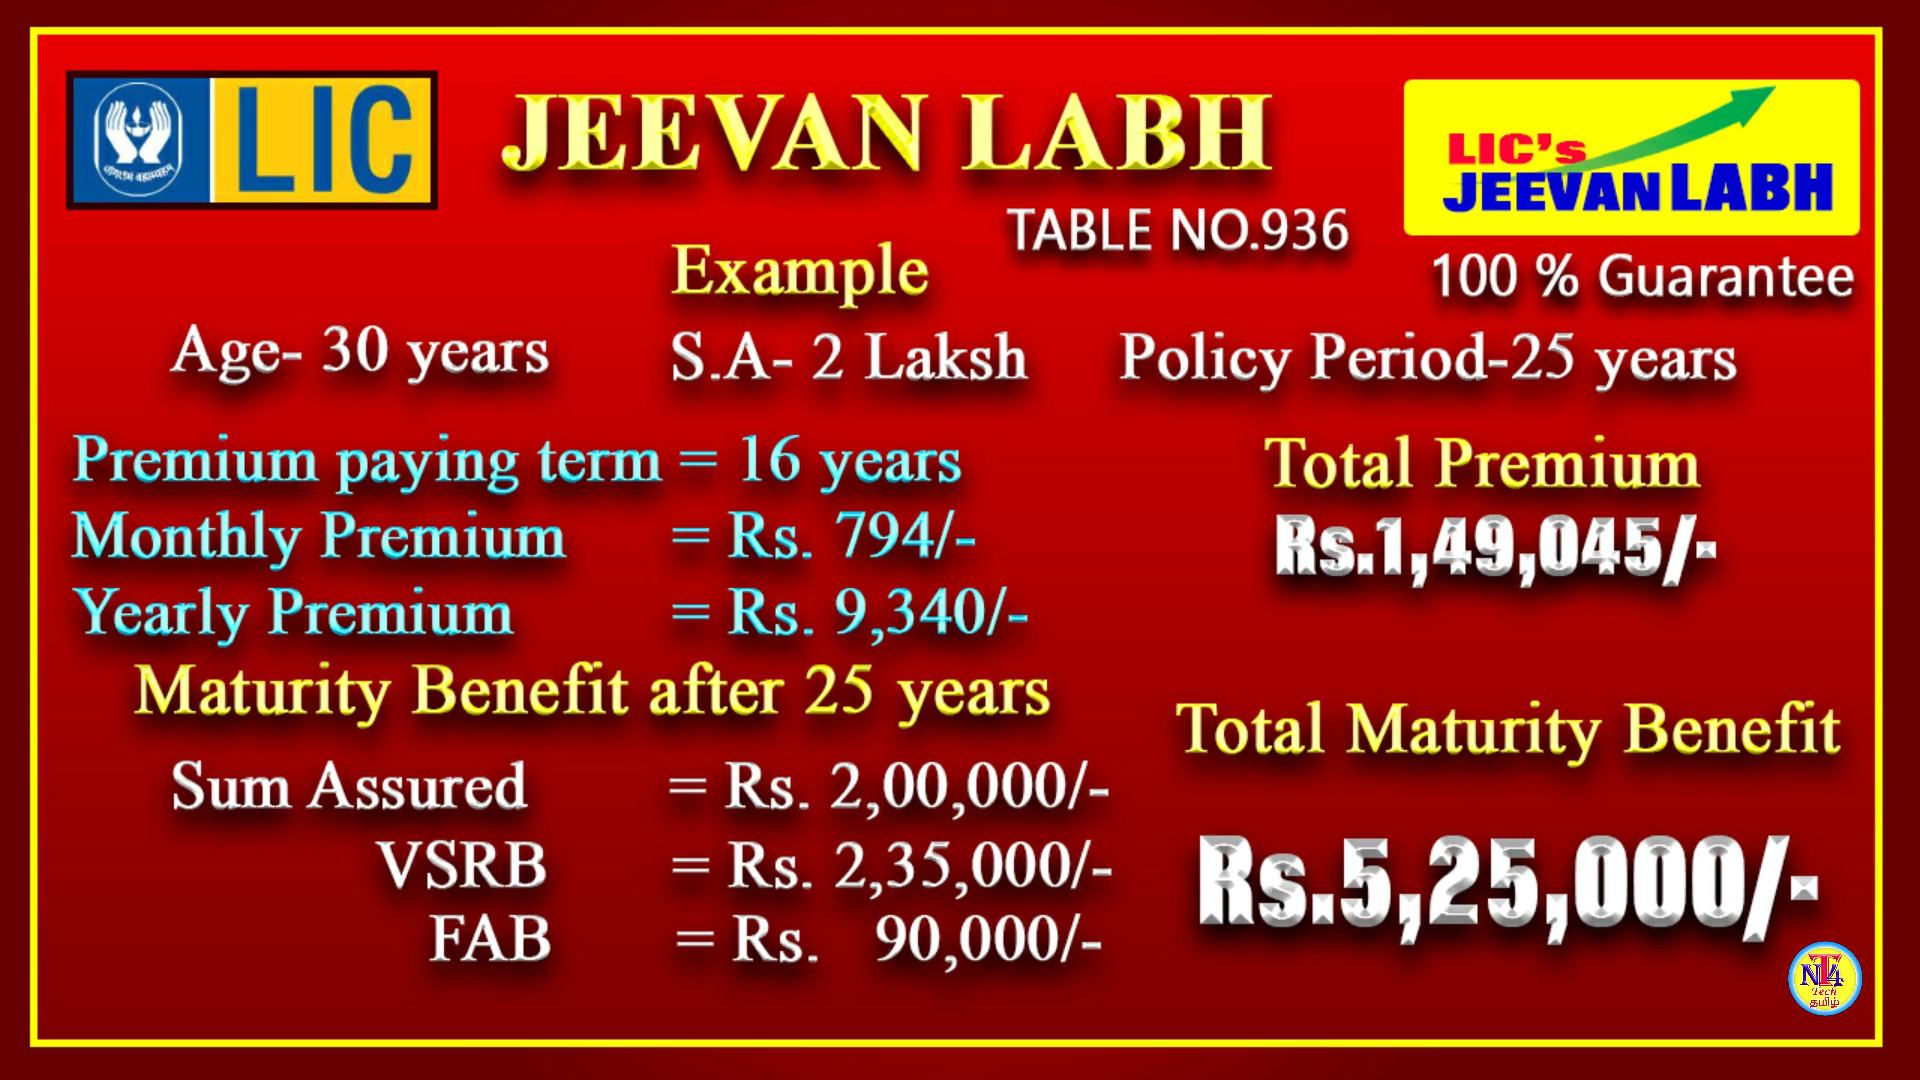 LIC
JEEVAN LABH
LIC's
JEEVAN LABH
TABLE NO.936
100 % Guarantee
Example
Age- 30 years
S.A- 2 Laksh
Policy Period-25 years
Premium paying term = 16 years
Monthly Premium = Rs. 794/-
Yearly Premium = Rs. 9,340/-
Total Premium
Rs.1,49,045/-
Maturity Benefit after 25 years
Sum Assured = Rs. 2,00,000/-
VSRB = Rs. 2,35,000/-
FAB = Rs. 90,000/-
Total Maturity Benefit
Rs.5,25,000/-
NT4
Tech
தமிழ்